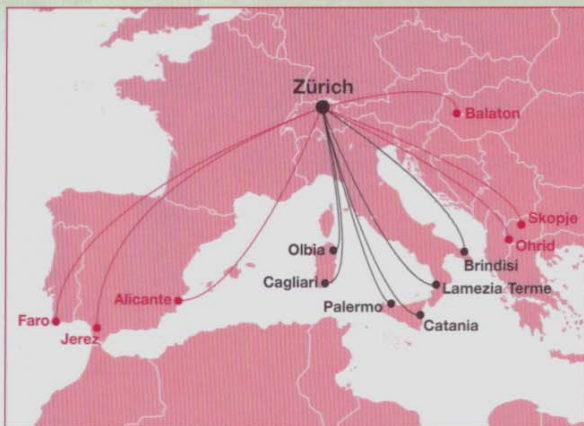 Zürich
Balaton
Skopje
Ohrid
Olbia
Brindisi
Cagliari
Lamezia Terme
Alicante
Palermo
Catania
Faro
Jerez